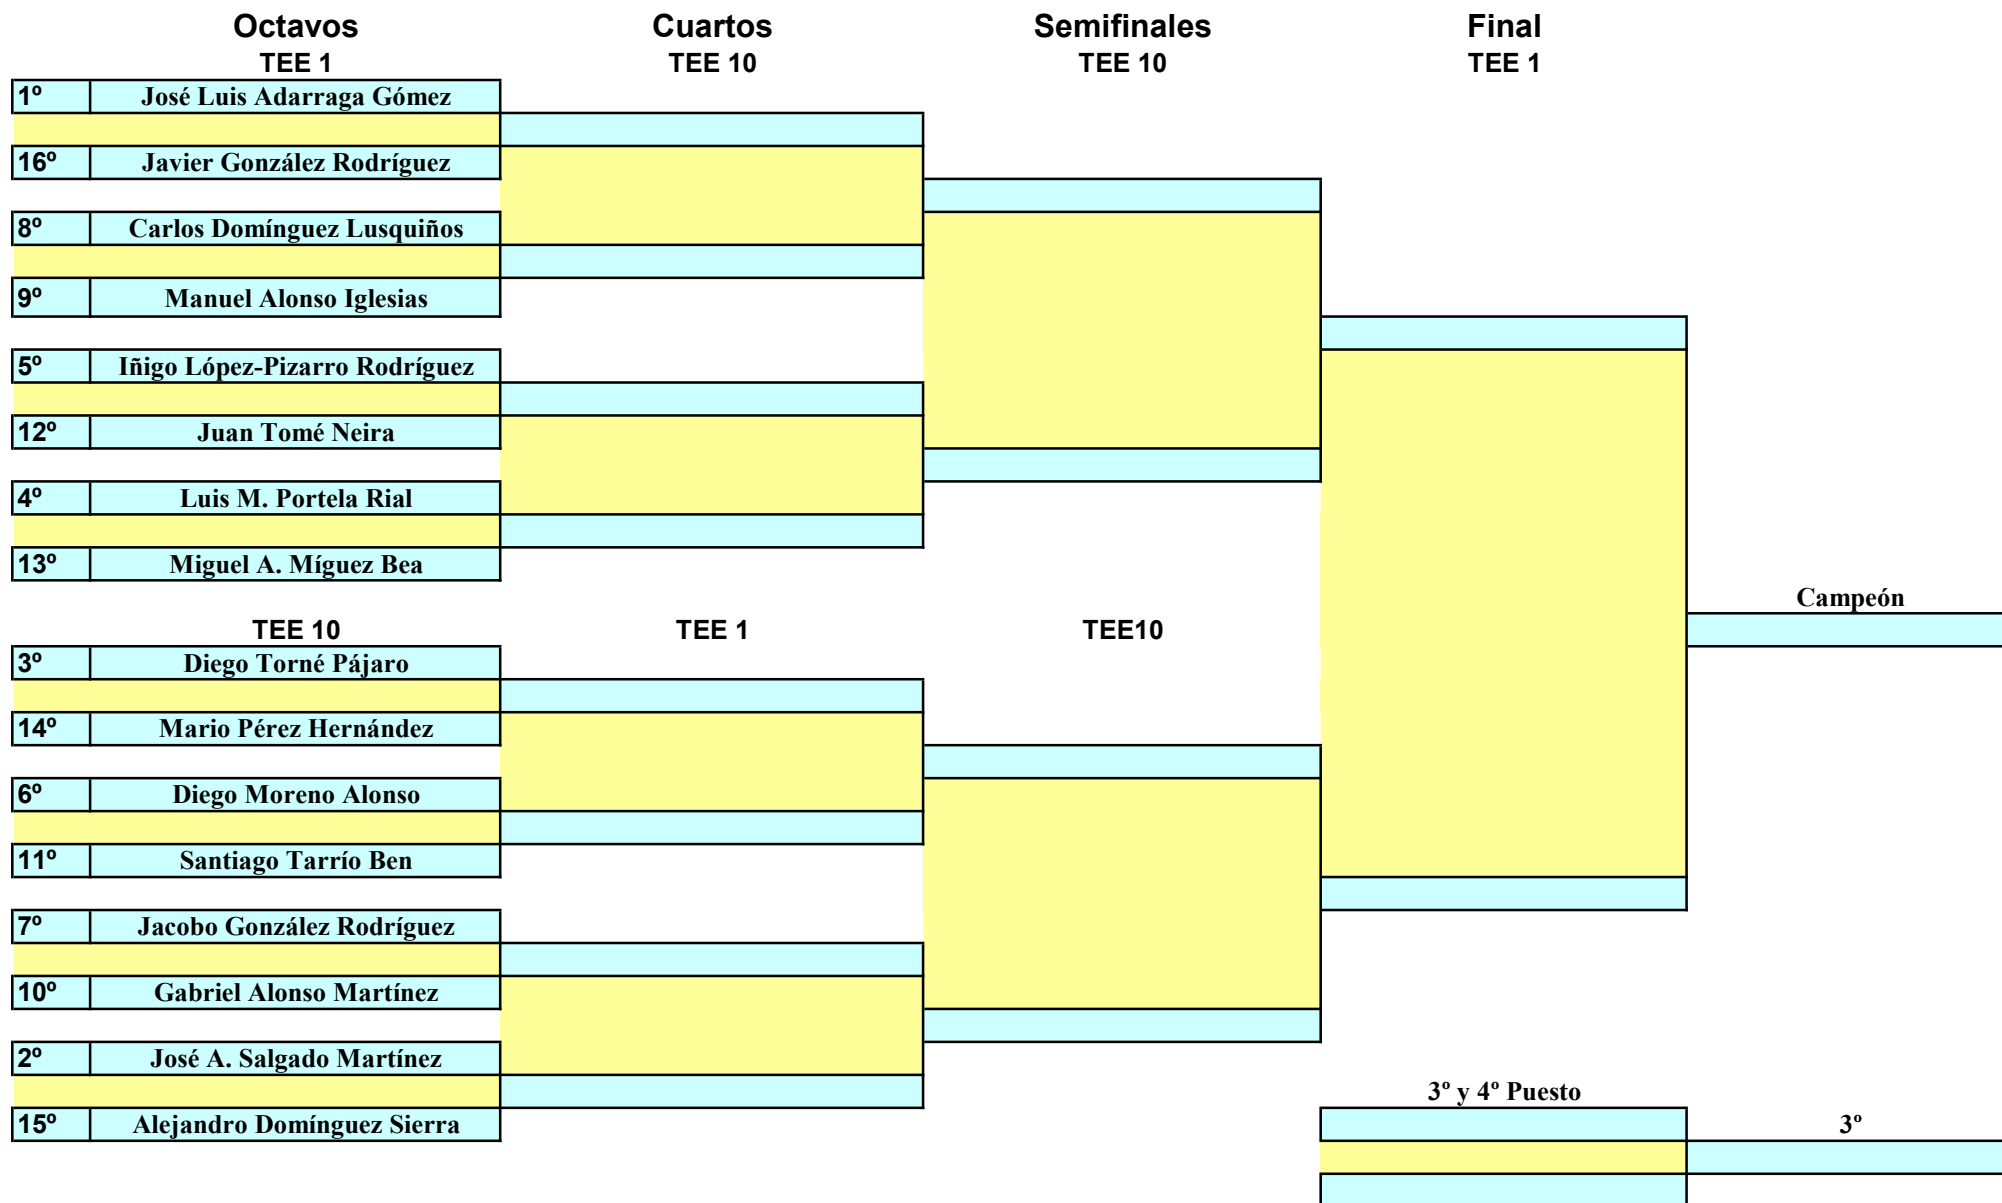 Octavos Cuartos Semifinales Final
TEE 1 TEE 10 TEE 10 TEE 1
1º José Luis Adarraga Gómez
16º Javier González Rodríguez
8º Carlos Domínguez Lusquiños
9º Manuel Alonso Iglesias
5º Iñigo López-Pizarro Rodríguez
12º Juan Tomé Neira
4º Luis M. Portela Rial
13º Miguel A. Míguez Bea
Campeón
TEE 10 TEE 1 TEE10
3º Diego Torné Pájaro
14º Mario Pérez Hernández
6º Diego Moreno Alonso
11º Santiago Tarrío Ben
7º Jacobo González Rodríguez
10º Gabriel Alonso Martínez
2º José A. Salgado Martínez
3º y 4º Puesto
15º Alejandro Domínguez Sierra 3º